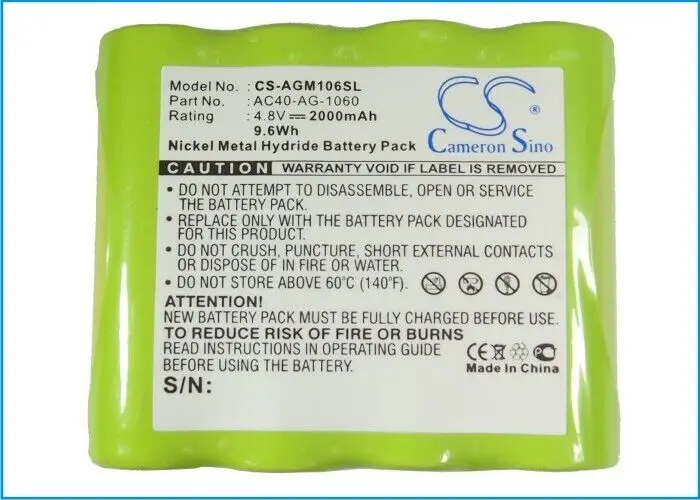 Model No. : CS-AGM106SL
Part No. : AC40-AG-1060
Rating : 4.8V 2000mAh
9.6Wh
Nickel Metal Hydride Battery Pack
CS
Cameron Sino
CAUTION WARRANTY VOID IF LABEL IS REMOVED
• DO NOT ATTEMPT TO DISASSEMBLE, OPEN OR SERVICE
THE BATTERY PACK.
• REPLACE ONLY WITH THE BATTERY PACK DESIGNATED
FOR THIS PRODUCT.
• DO NOT CRUSH, PUNCTURE, SHORT EXTERNAL CONTACTS
OR DISPOSE OF IN FIRE OR WATER.
• DO NOT STORE ABOVE 60°C (140°F).
ATTENTION!
NEW BATTERY PACK MUST BE FULLY CHARGED BEFORE USE.
TO REDUCE RISK OF FIRE OR BURNS
READ INSTRUCTIONS IN OPERATING GUIDE
BEFORE USING BATTERY.
CE
Made In China
S/N: